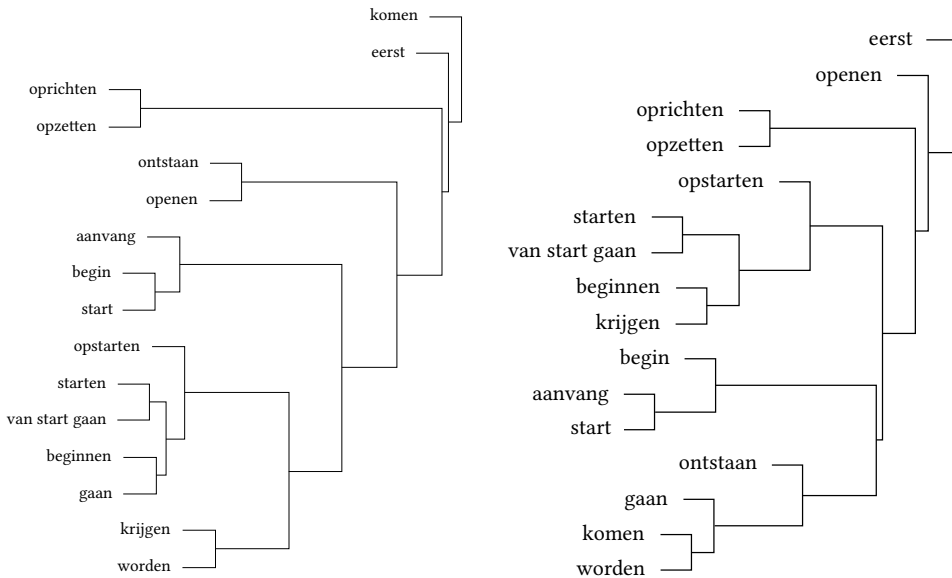 komen
eerst
oprichten
opzetten
ontstaan
openen
aanvang
begin
start
opstarten
starten
van start gaan
beginnen
gaan
krijgen
worden
eerst
openen
oprichten
opzetten
opstarten
starten
van start gaan
beginnen
krijgen
begin
aanvang
start
ontstaan
gaan
komen
worden